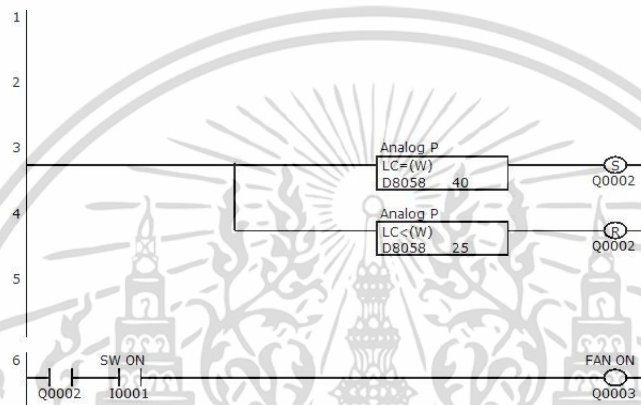 1
2
3
Analog P
LC=(W)
D8058 40
S
Q0002
4
Analog P
LC<(W)
D8058 25
R
Q0002
5
6
SW ON
FAN ON
Q0002
I0001
Q0003